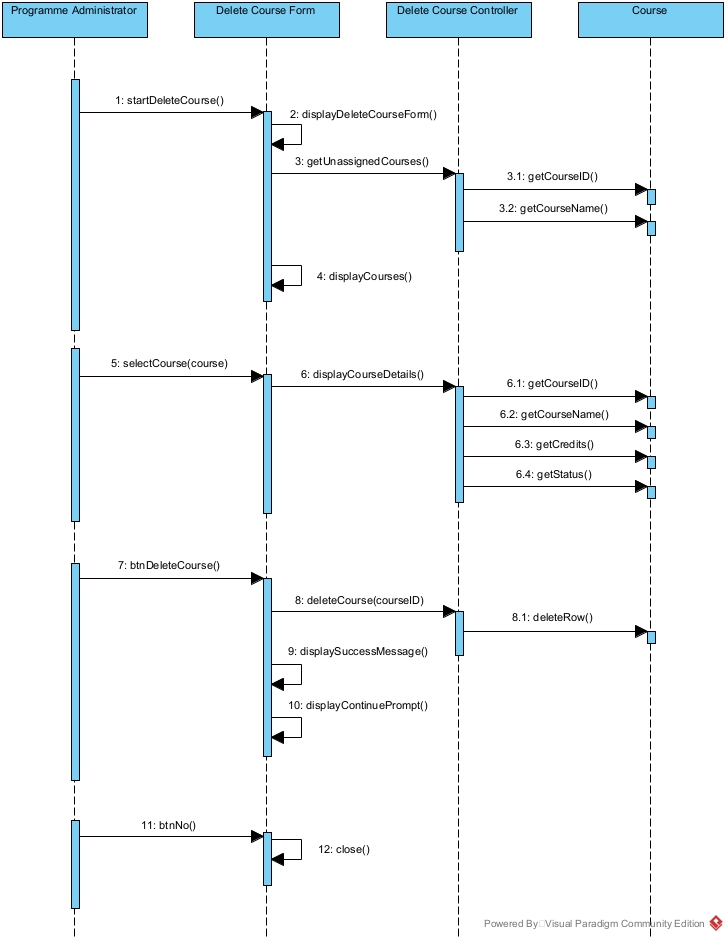 Programme Administrator
Delete Course Form
Delete Course Controller
Course
1: startDeleteCourse()
2: displayDeleteCourseForm()
3: getUnassignedCourses()
3.1: getCourseID()
3.2: getCourseName()
4: displayCourses()
5: selectCourse(course)
6: displayCourseDetails()
6.1: getCourseID()
6.2: getCourseName()
6.3: getCredits()
6.4: getStatus()
7: btnDeleteCourse()
8: deleteCourse(courseID)
8.1: deleteRow()
9: displaySuccessMessage()
10: displayContinuePrompt()
11: btnNo()
12: close()
Powered By Visual Paradigm Community Edition